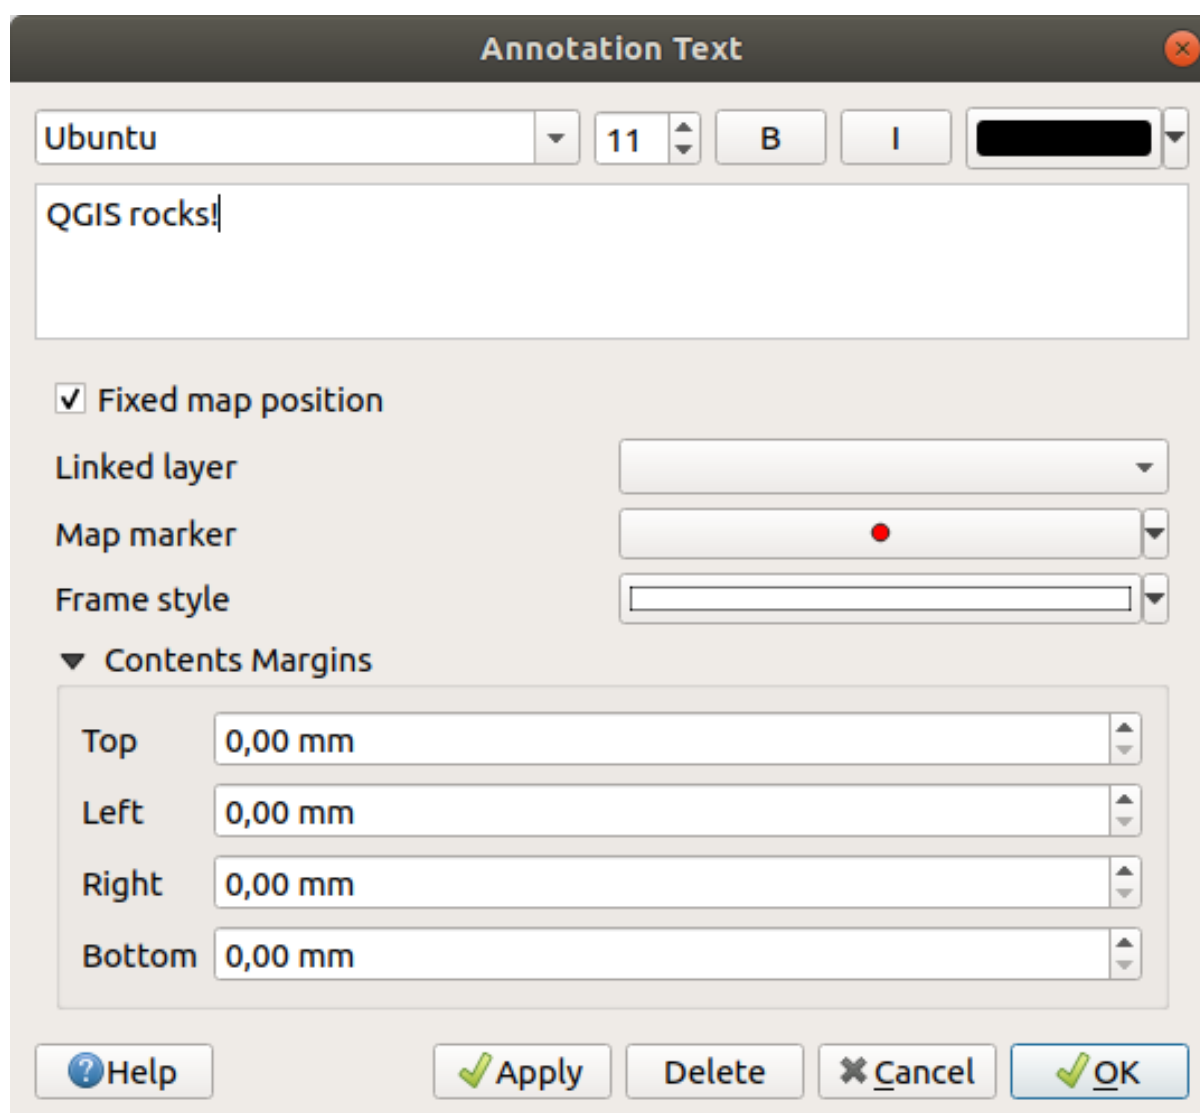 Annotation Text
Ubuntu 11 B I
QGIS rocks!
Fixed map position
Linked layer
Map marker
Frame style
Contents Margins
Top 0,00 mm
Left 0,00 mm
Right 0,00 mm
Bottom 0,00 mm
Help Apply Delete Cancel OK